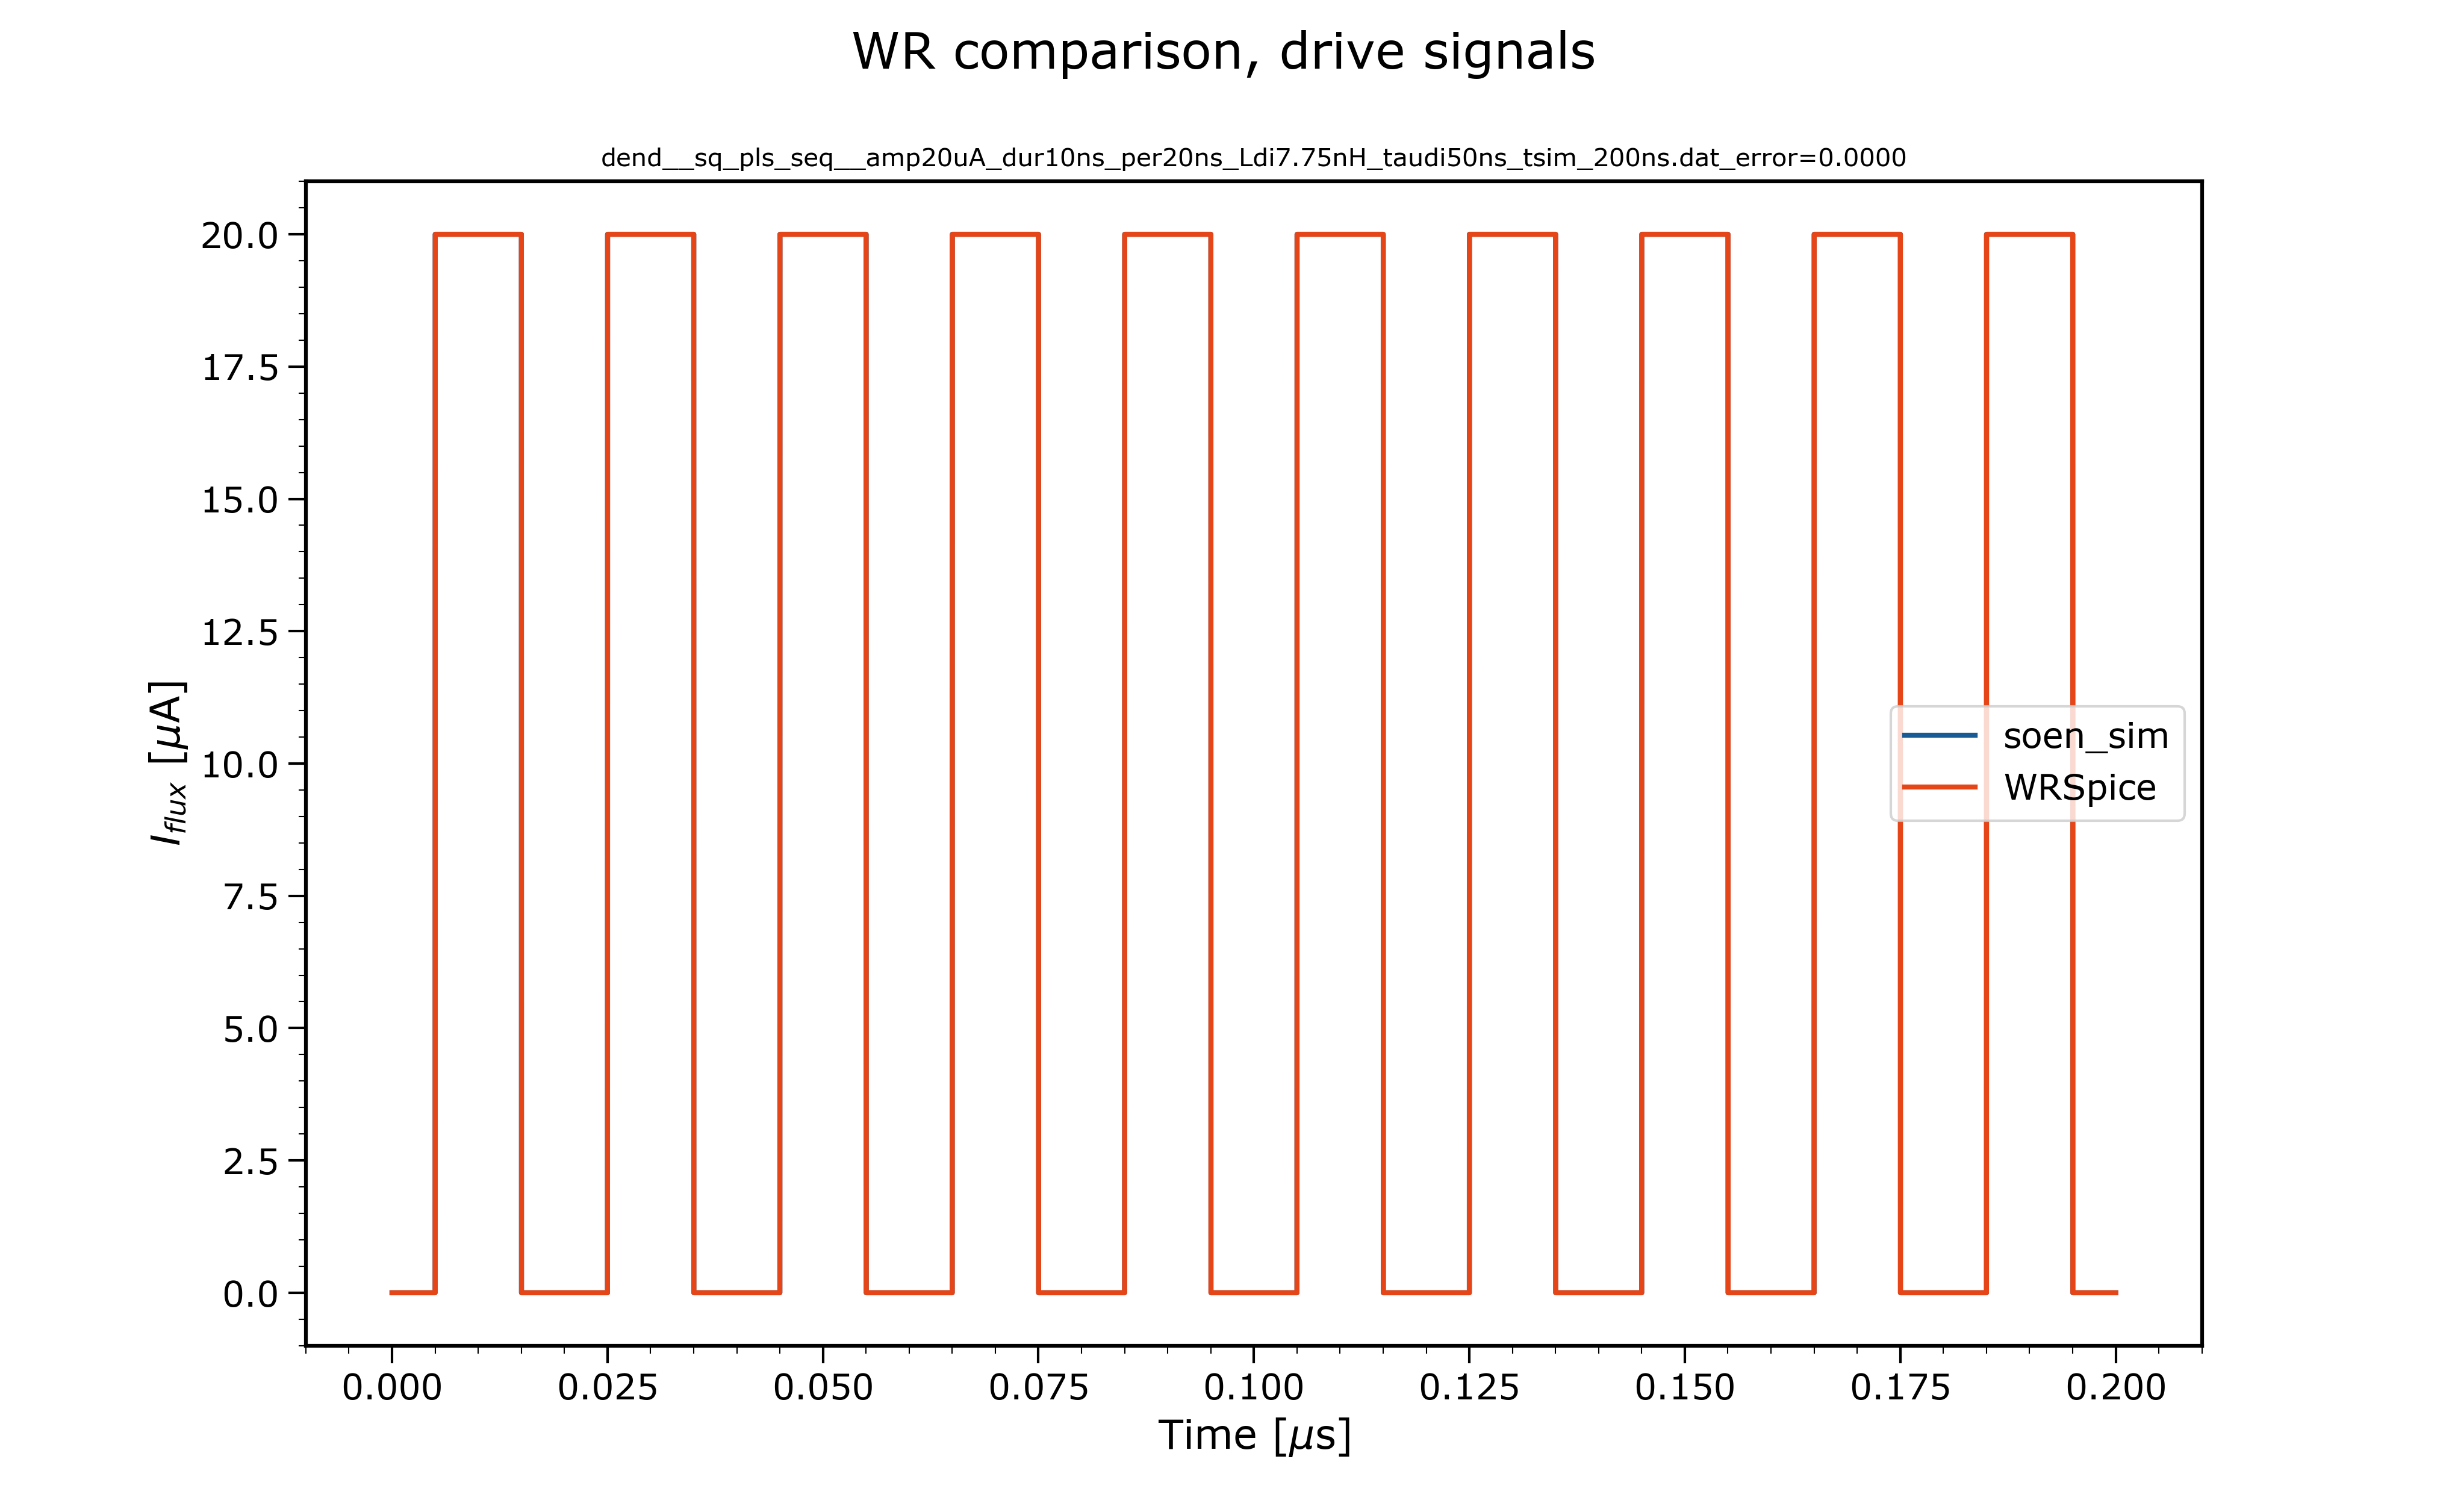 WR comparison, drive signals
dend__sq_pls_seq__amp20uA_dur10ns_per20ns_Ldi7.75nH_taudi50ns_tsim_200ns.dat_error=0.0000
20.0
17.5
15.0
12.5
10.0
7.5
5.0
2.5
0.0
I_flux [μA]
soen_sim
WRSpice
0.000 0.025 0.050 0.075 0.100 0.125 0.150 0.175 0.200
Time [μs]